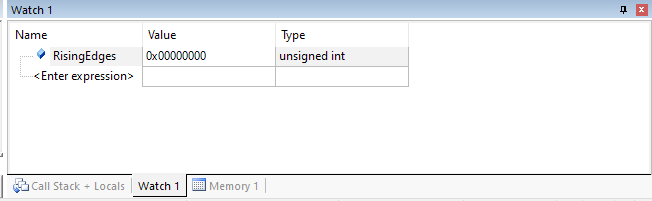 Watch 1
Name Value Type
RisingEdges 0x00000000 unsigned int
<Enter expression>
Call Stack + Locals Watch 1 Memory 1